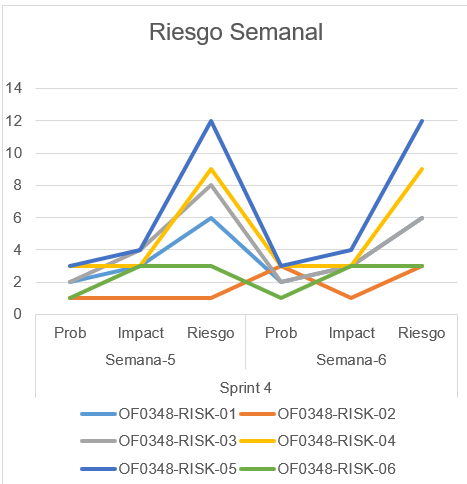 Riesgo Semanal
14
12
10
8
6
4
2
0
Prob Impact Riesgo Prob Impact Riesgo
Semana-5 Semana-6
Sprint 4
OF0348-RISK-01 OF0348-RISK-02
OF0348-RISK-03 OF0348-RISK-04
OF0348-RISK-05 OF0348-RISK-06